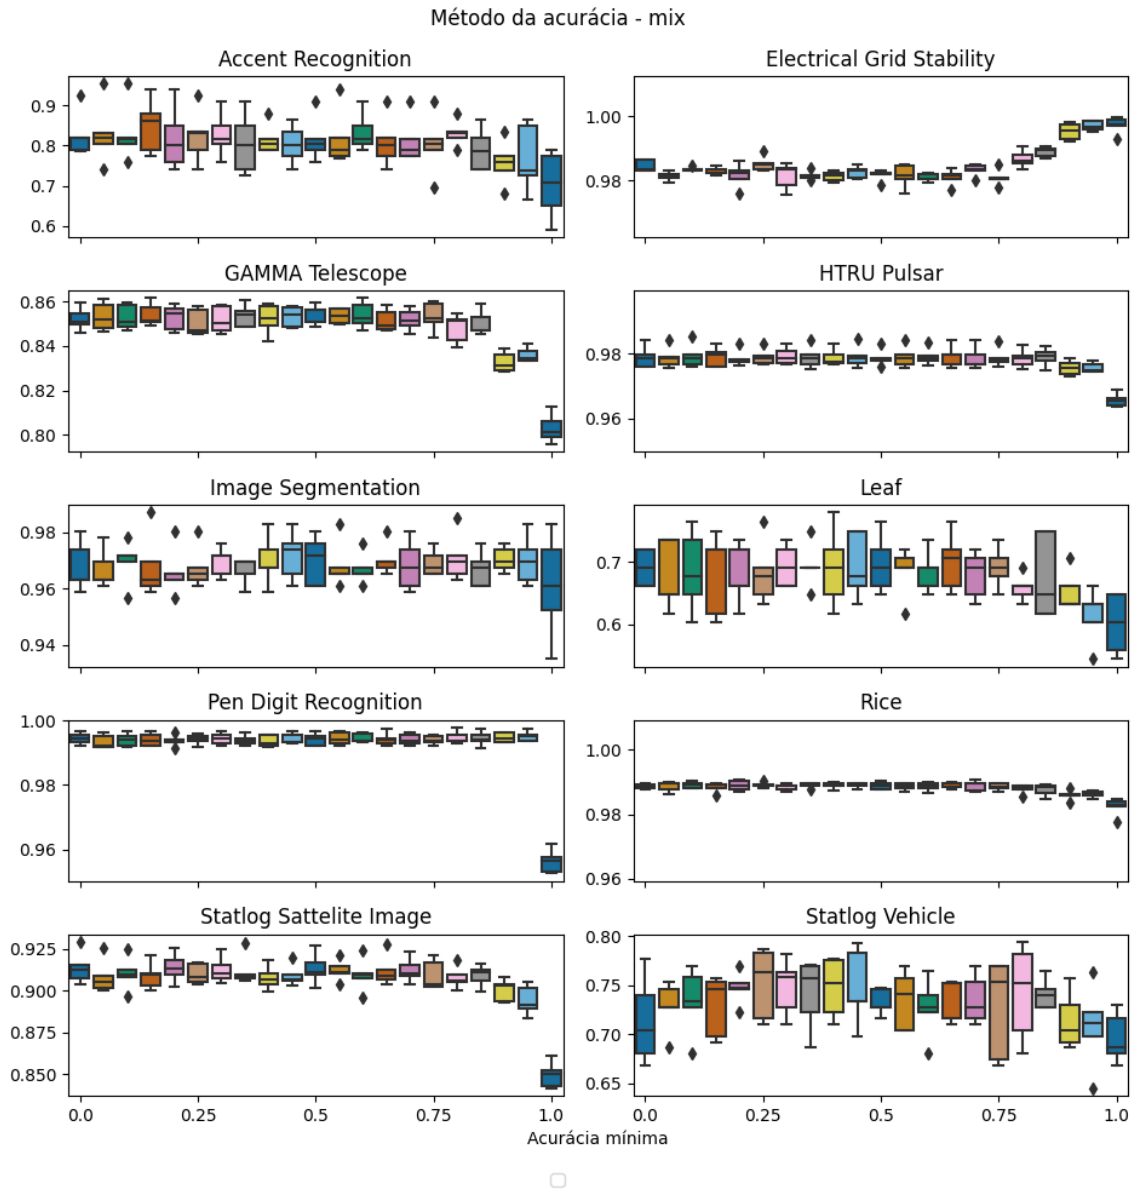 Método da acurácia - mix
Accent Recognition
0.9
0.8
0.7
0.6
Electrical Grid Stability
1.00
0.98
GAMMA Telescope
0.86
0.84
0.82
0.80
HTRU Pulsar
0.98
0.96
Image Segmentation
0.98
0.96
0.94
Leaf
0.7
0.6
Pen Digit Recognition
1.00
0.98
0.96
Rice
1.00
0.98
0.96
Statlog Sattelite Image
0.925
0.900
0.875
0.850
0.0 0.25 0.5 0.75 1.0
Statlog Vehicle
0.80
0.75
0.70
0.65
0.0 0.25 0.5 0.75 1.0
Acurácia mínima